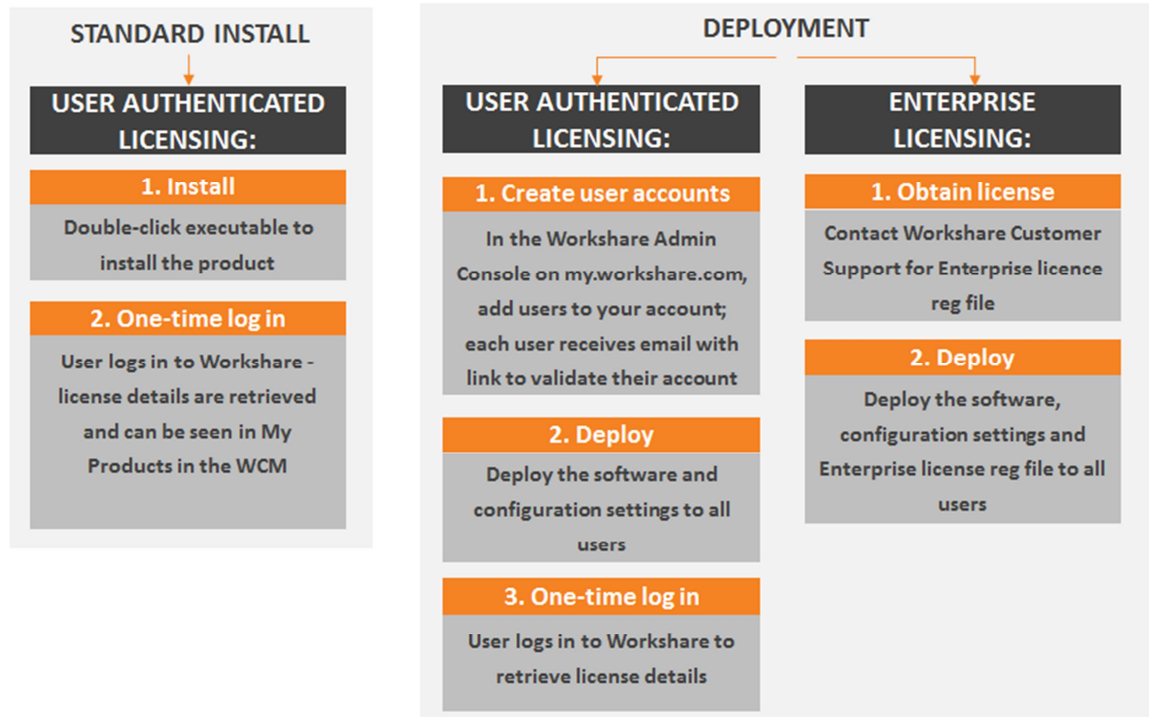 STANDARD INSTALL
USER AUTHENTICATED
LICENSING:
1. Install
Double-click executable to
install the product
2. One-time log in
User logs in to Workshare -
license details are retrieved
and can be seen in My
Products in the WCM
DEPLOYMENT
USER AUTHENTICATED
LICENSING:
1. Create user accounts
In the Workshare Admin
Console on my.workshare.com,
add users to your account;
each user receives email with
link to validate their account
2. Deploy
Deploy the software and
configuration settings to all
users
3. One-time log in
User logs in to Workshare to
retrieve license details
ENTERPRISE
LICENSING:
1. Obtain license
Contact Workshare Customer
Support for Enterprise licence
reg file
2. Deploy
Deploy the software,
configuration settings and
Enterprise license reg file to all
users